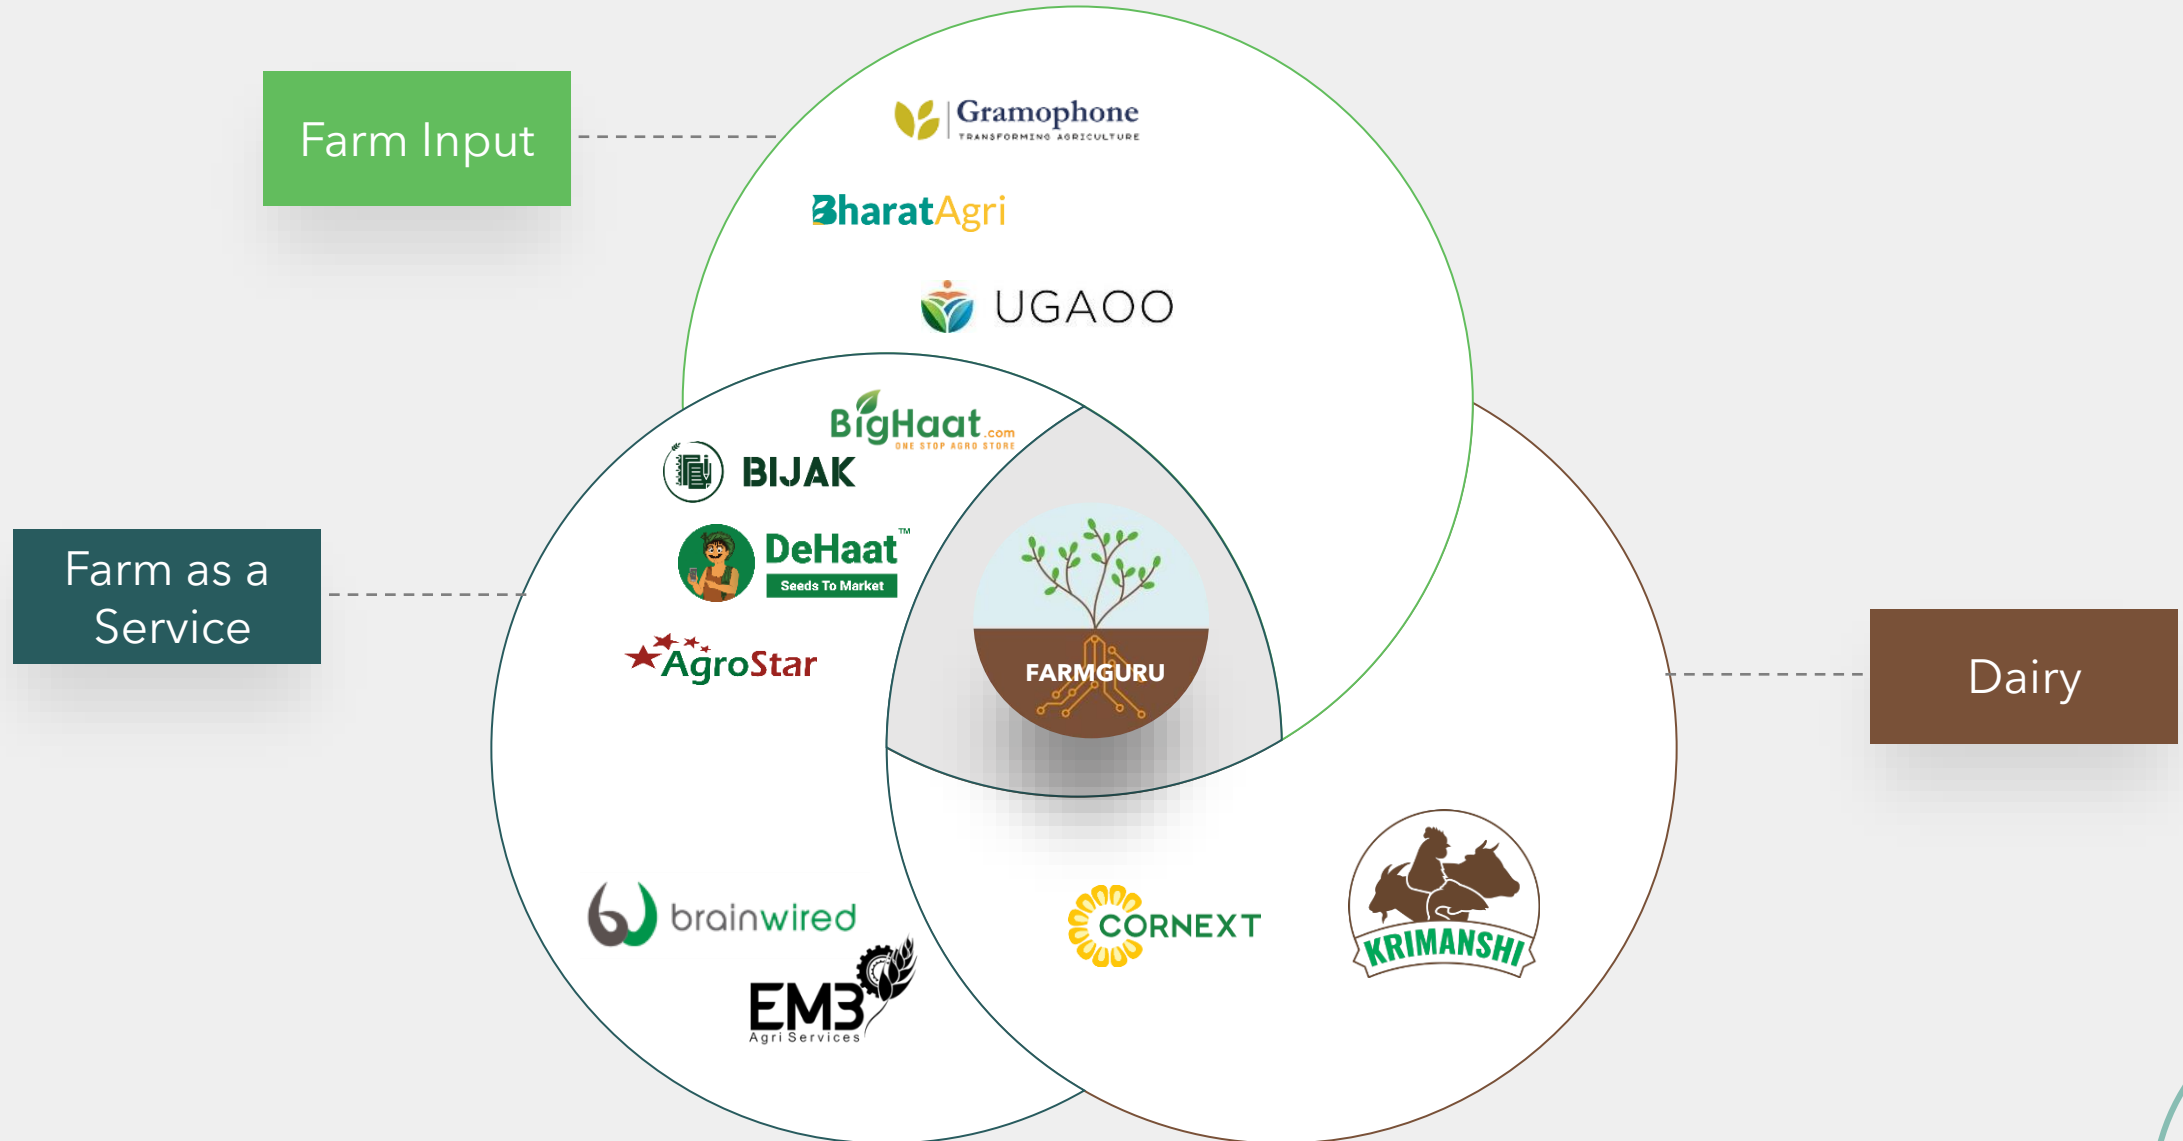 Farm Input
Gramophone
TRANSFORMING AGRICULTURE
BharatAgri
UGAOO
BigHaat.com
ONE STOP AGRO STORE
BIJAK
DeHaat™
Seeds To Market
AgroStar
Farm as a
Service
FARMGURU
Dairy
brainwired
CORNEXT
KRIMANSHI
EM3
Agri Services